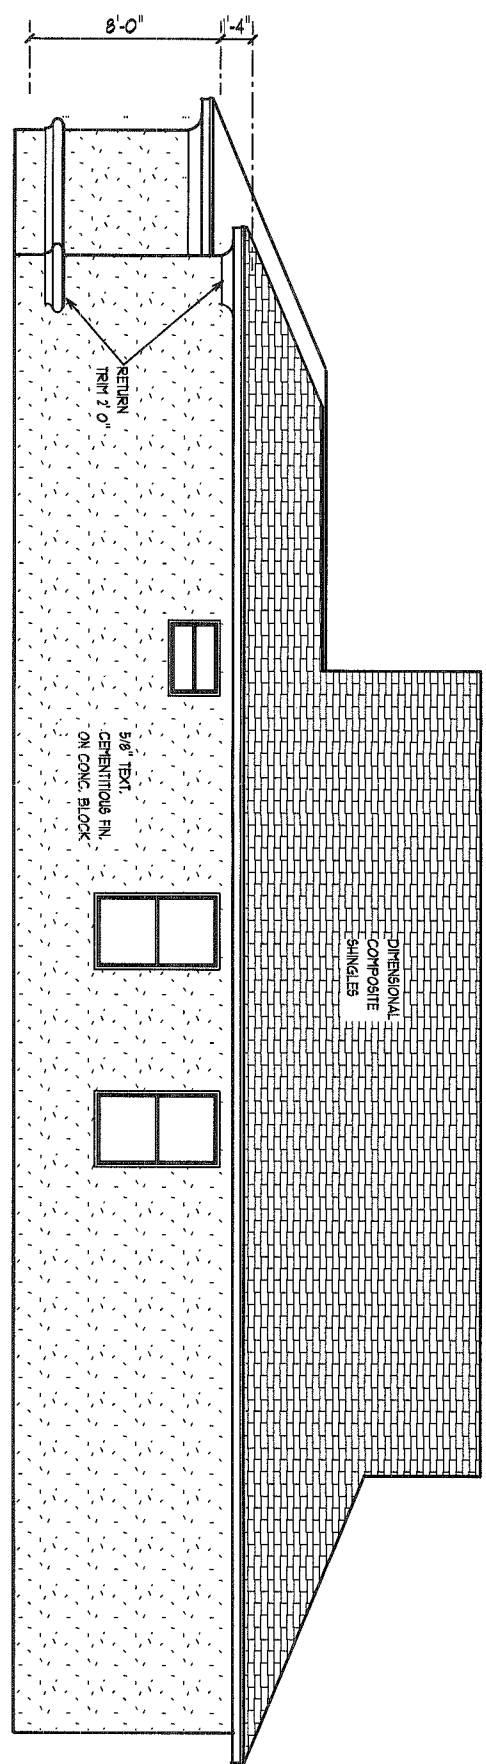 8'-0"
1'-4"
RETURN
TRIM 2' 0"
5/8" TEXT.
CEMENTITIOUS FIN.
ON CONC. BLOCK
DIMENSIONAL
COMPOSITE
SHINGLES